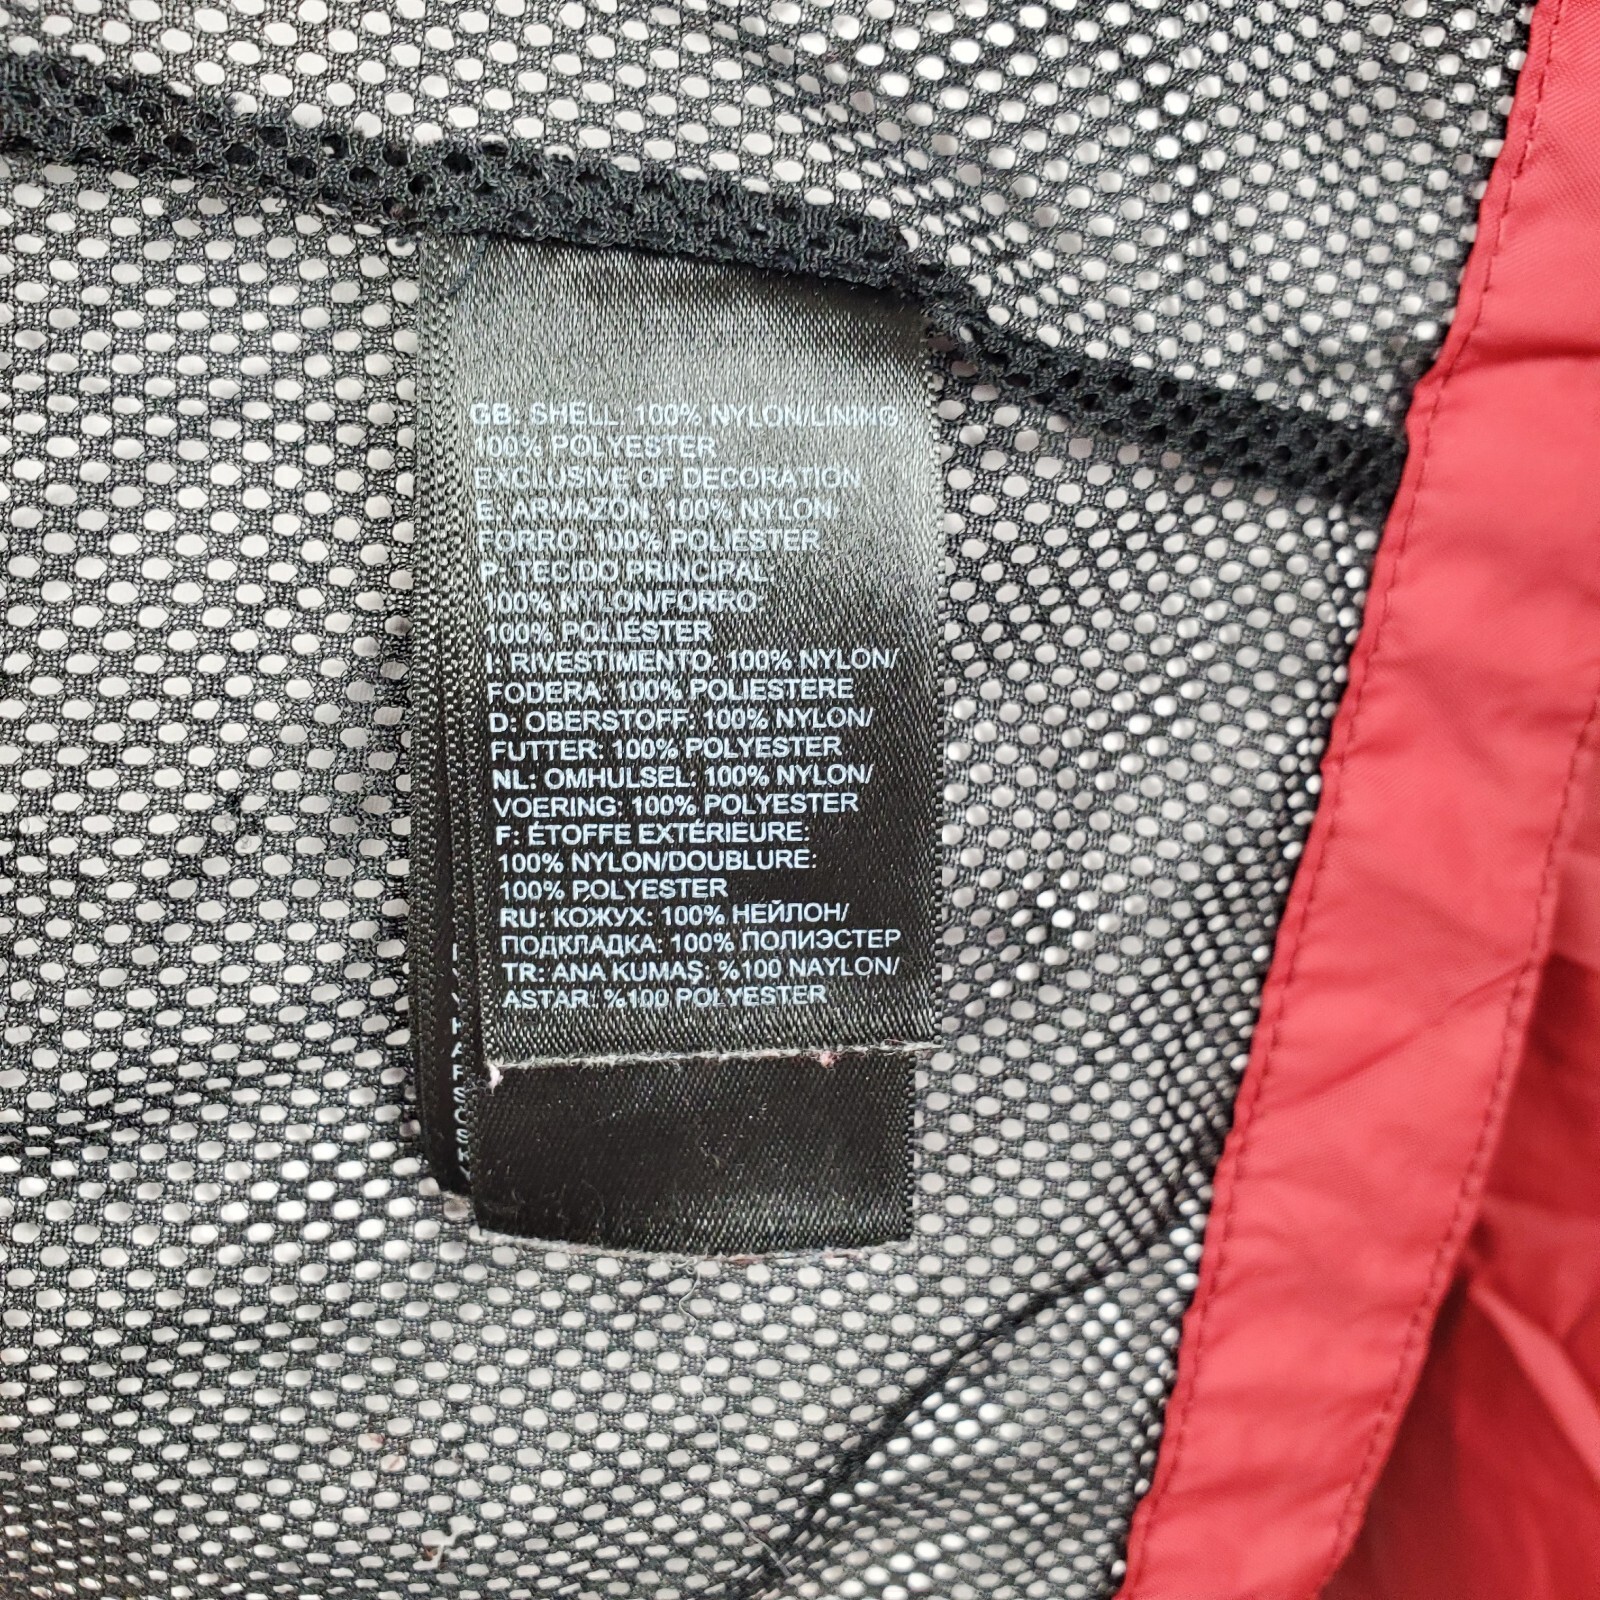 GB: SHELL: 100% NYLON/LINING
100% POLYESTER
EXCLUSIVE OF DECORATION
E: ARMAZÓN: 100% NYLON
FORRO: 100% POLIESTER
P: TECIDO PRINCIPAL:
100% NYLON/FORRO:
100% POLIESTER
I: RIVESTIMENTO: 100% NYLON/
FODERA: 100% POLIESTERE
D: OBERSTOFF: 100% NYLON/
FUTTER: 100% POLYESTER
NL: OMHULSEL: 100% NYLON/
VOERING: 100% POLYESTER
F: ÉTOFFE EXTÉRIEURE:
100% NYLON/DOUBLURE:
100% POLYESTER
RU: КОЖУХ: 100% НЕЙЛОН/
ПОДКЛАДКА: 100% ПОЛИЭСТЕР
TR: ANA KUMAŞ: %100 NAYLON/
ASTAR: %100 POLYESTER